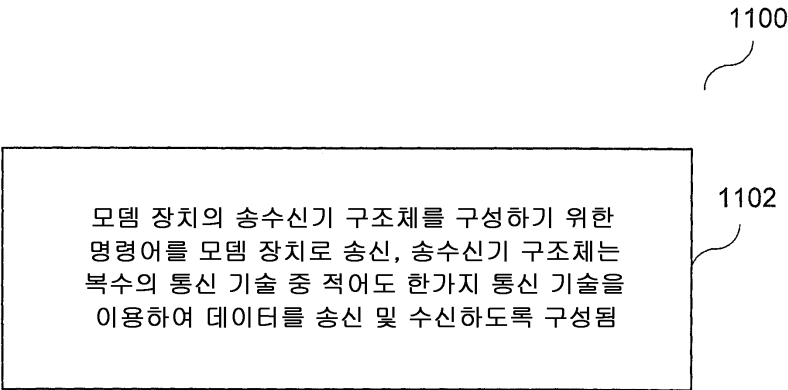 1100
모뎀 장치의 송수신기 구조체를 구성하기 위한
명령어를 모뎀 장치로 송신, 송수신기 구조체는
복수의 통신 기술 중 적어도 한가지 통신 기술을
이용하여 데이터를 송신 및 수신하도록 구성됨
1102